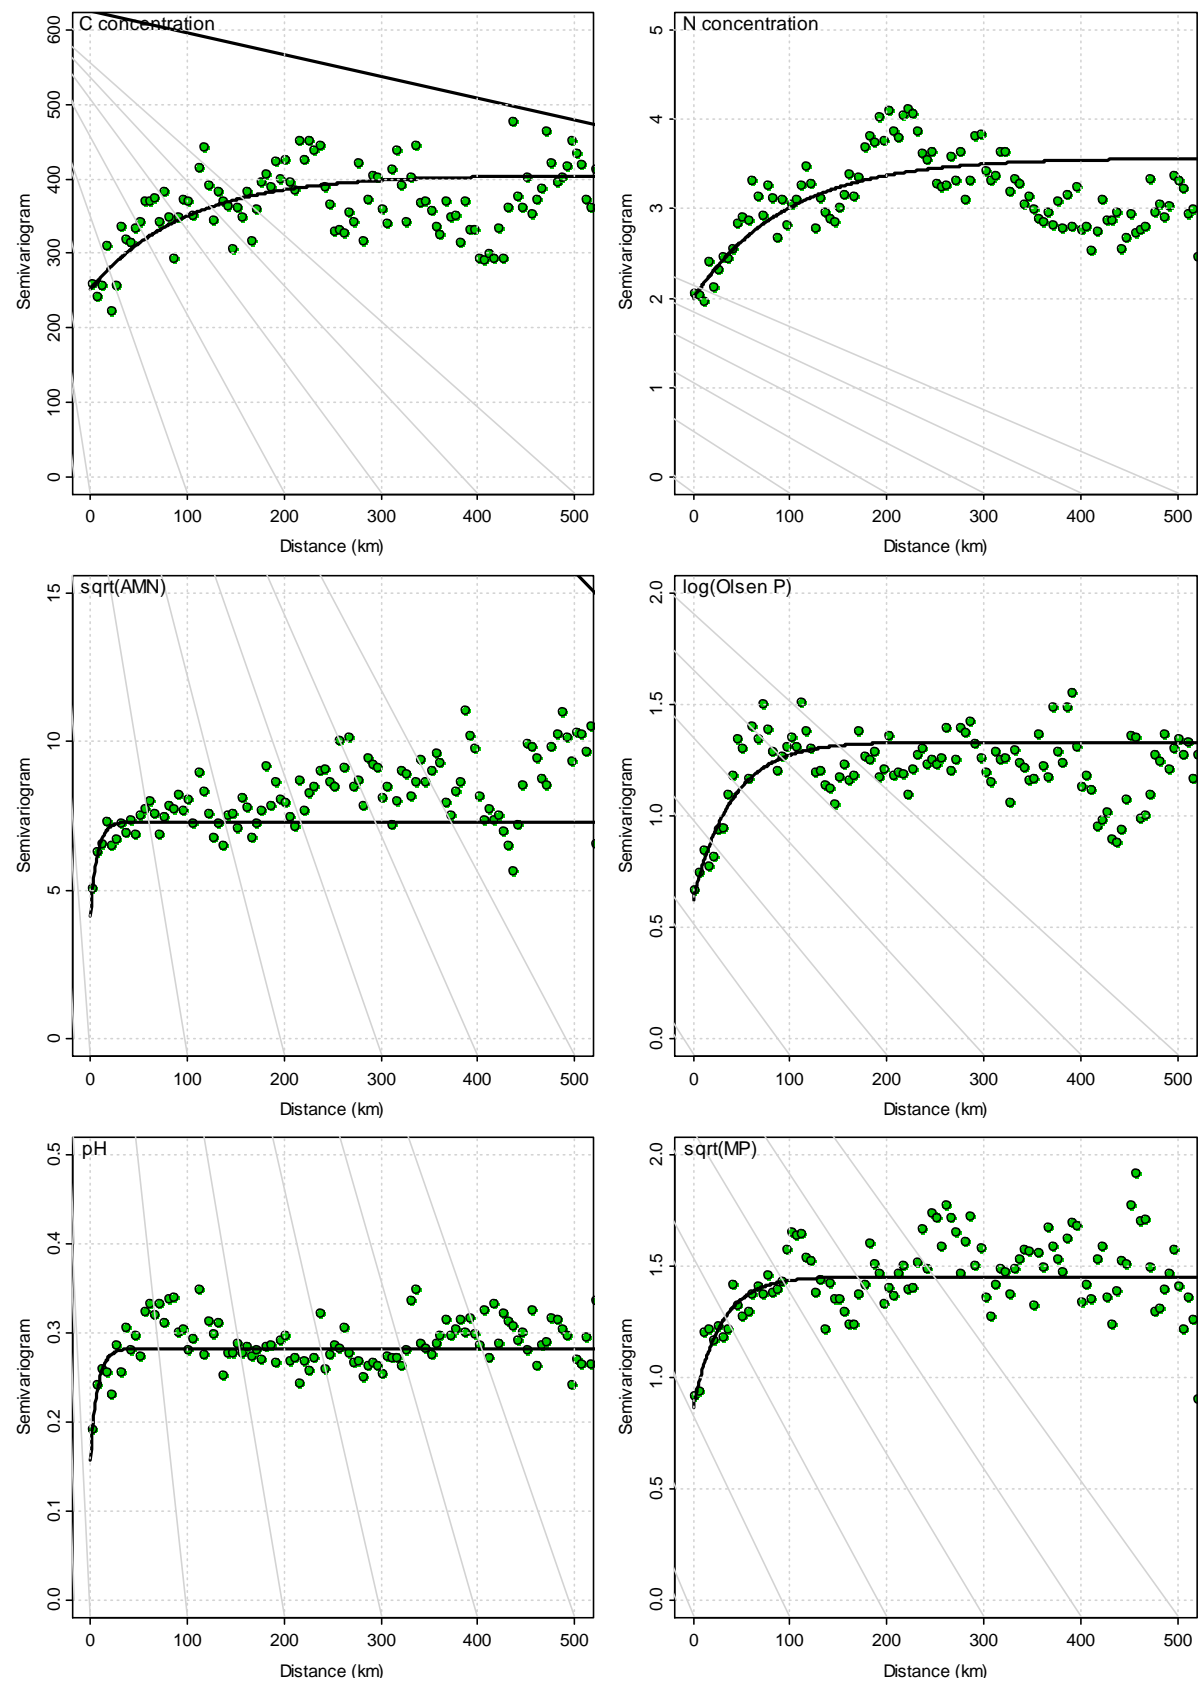 C concentration
Semivariogram
0 100 200 300 400 500 600
0 100 200 300 400 500
Distance (km)
N concentration
Semivariogram
0 1 2 3 4 5
0 100 200 300 400 500
Distance (km)
sqrt(AMN)
Semivariogram
0 5 10 15
0 100 200 300 400 500
Distance (km)
log(Olsen P)
Semivariogram
0.0 0.5 1.0 1.5 2.0
0 100 200 300 400 500
Distance (km)
pH
Semivariogram
0.0 0.1 0.2 0.3 0.4 0.5
0 100 200 300 400 500
Distance (km)
sqrt(MP)
Semivariogram
0.0 0.5 1.0 1.5 2.0
0 100 200 300 400 500
Distance (km)